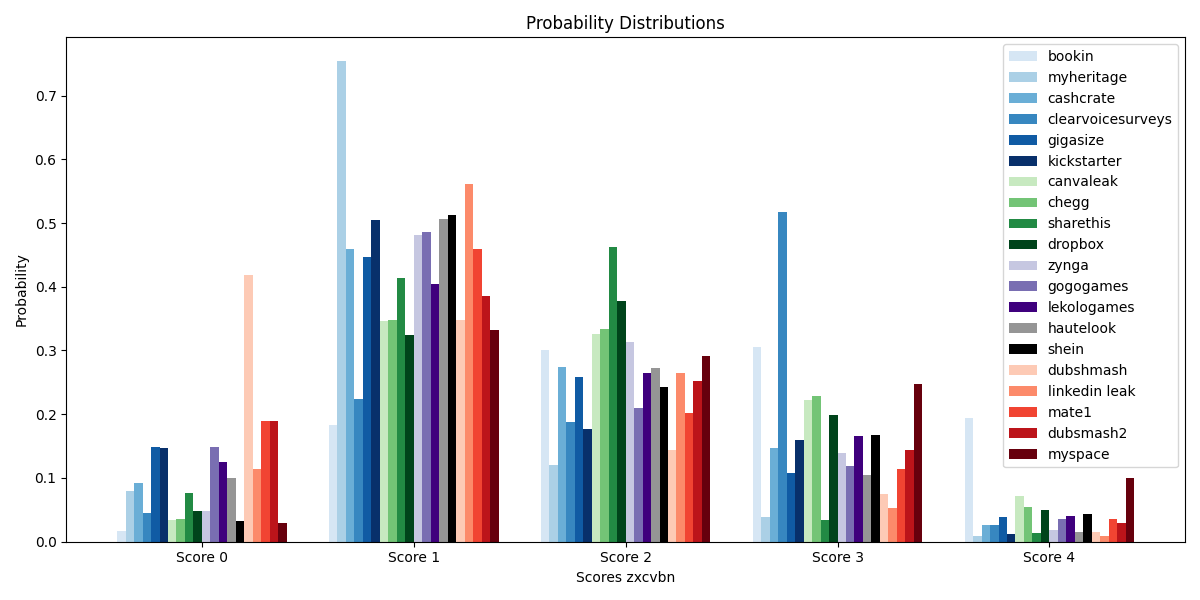 Probability Distributions
Probability
0.7
0.6
0.5
0.4
0.3
0.2
0.1
0.0
Score 0
Score 1
Score 2
Score 3
Score 4
Scores zxcvbn
bookin
myheritage
cashcrate
clearvoicesurveys
gigasize
kickstarter
canvaleak
chegg
sharethis
dropbox
zynga
gogogames
lekologames
hautelook
shein
dubshmash
linkedin leak
mate1
dubsmash2
myspace